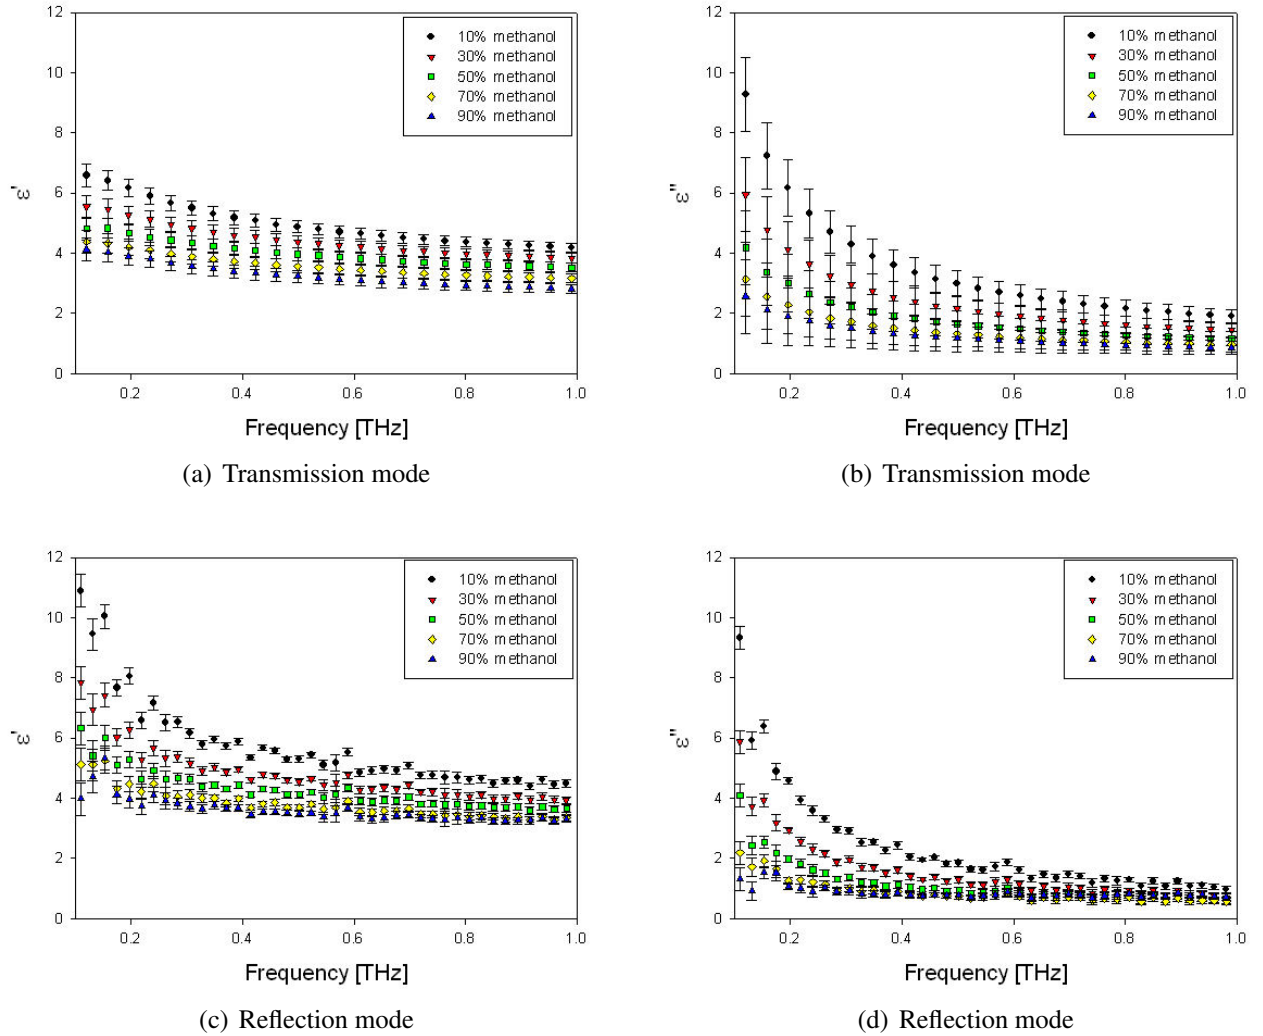 12
10
8
6
4
2
0
ε'
10% methanol
30% methanol
50% methanol
70% methanol
90% methanol
0.2 0.4 0.6 0.8 1.0
Frequency [THz]
(a) Transmission mode
12
10
8
6
4
2
0
ε"
10% methanol
30% methanol
50% methanol
70% methanol
90% methanol
0.2 0.4 0.6 0.8 1.0
Frequency [THz]
(b) Transmission mode
12
10
8
6
4
2
0
ε'
10% methanol
30% methanol
50% methanol
70% methanol
90% methanol
0.2 0.4 0.6 0.8 1.0
Frequency [THz]
(c) Reflection mode
12
10
8
6
4
2
0
ε"
10% methanol
30% methanol
50% methanol
70% methanol
90% methanol
0.2 0.4 0.6 0.8 1.0
Frequency [THz]
(d) Reflection mode